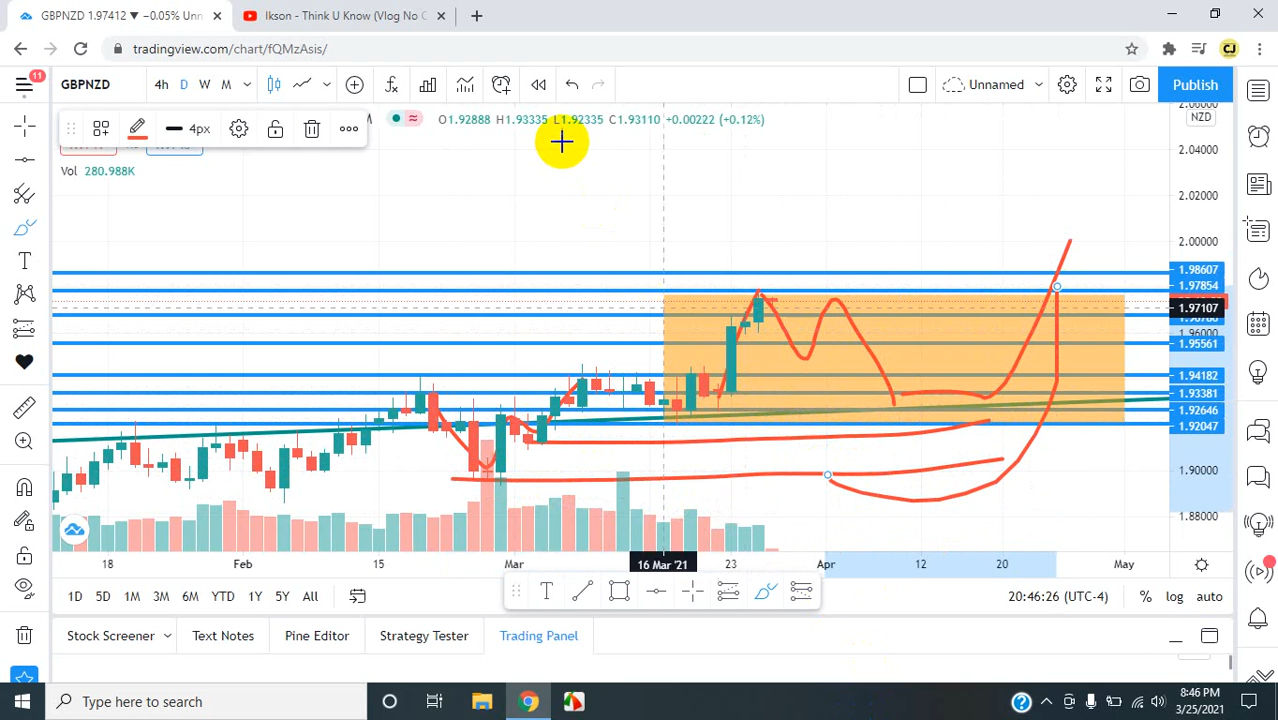 GBPNZD 1.97412 ▼ −0.05% Unn
Ikson - Think U Know (Vlog No C
tradingview.com/chart/fQMzAsis/
CJ
11
GBPNZD
4h D W M
Unnamed
Publish
4px
O1.92888 H1.93335 L1.92335 C1.93110 +0.00222 (+0.12%)
NZD
Vol 280.988K
2.04000
2.02000
2.00000
1.98607
1.97854
1.97107
1.96000
1.95561
1.94182
1.93381
1.92646
1.92047
1.90000
1.88000
18 Feb 15 Mar 16 Mar '21 23 Apr 12 20 May
1D 5D 1M 3M 6M YTD 1Y 5Y All
20:46:26 (UTC-4) % log auto
Stock Screener Text Notes Pine Editor Strategy Tester Trading Panel
Type here to search
8:46 PM
3/25/2021